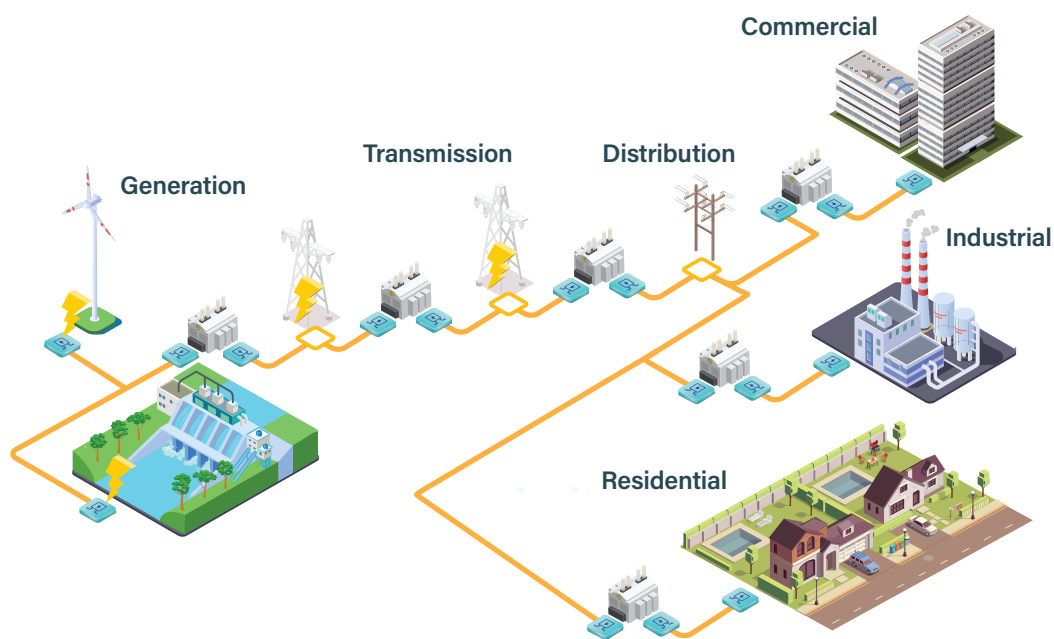 Commercial
Transmission
Distribution
Generation
Industrial
Residential